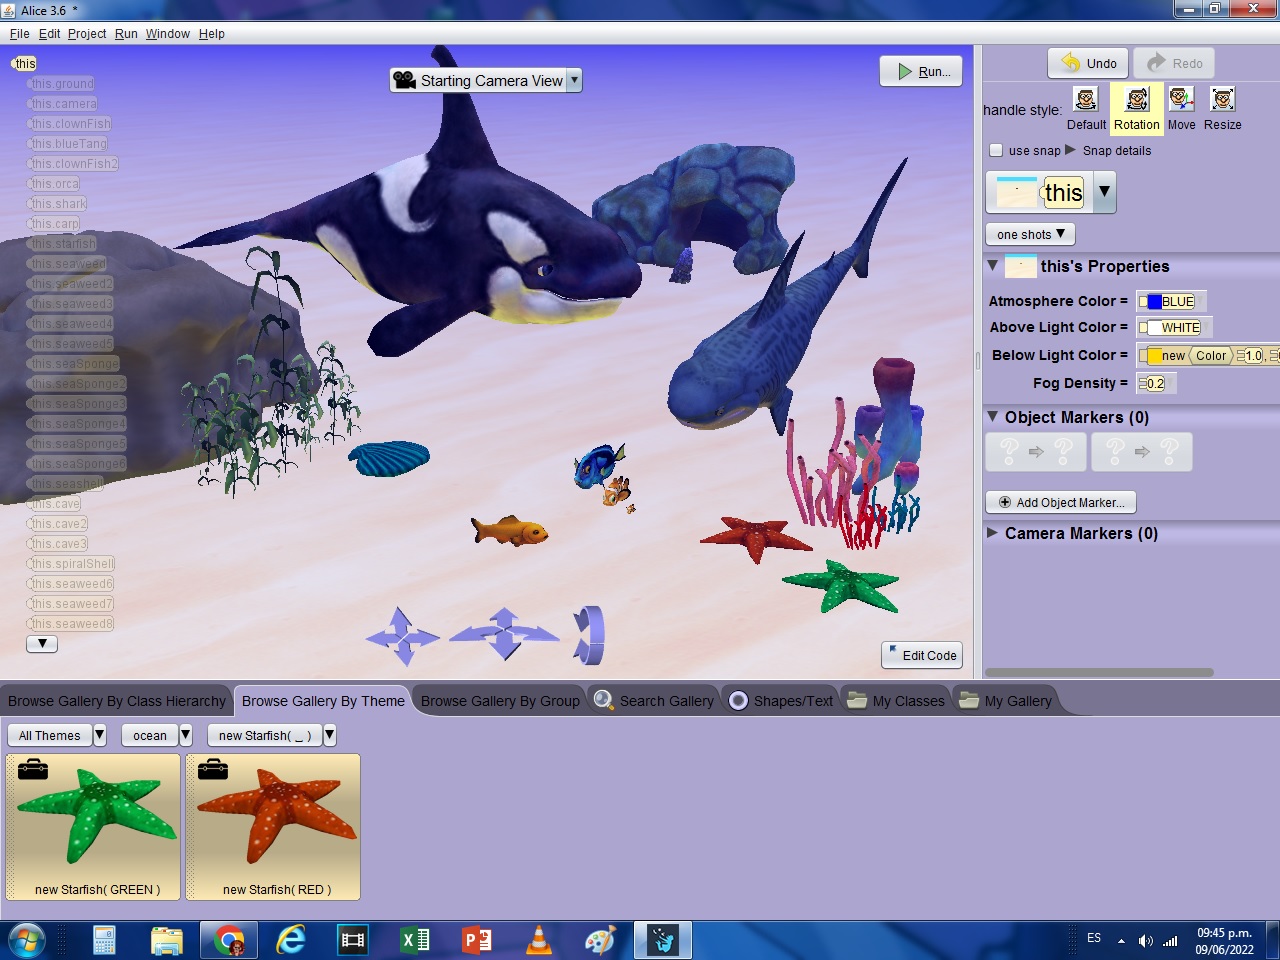 Alice 3.6 *
File Edit Project Run Window Help
this
this.ground
this.camera
this.clownFish
this.blueTang
this.clownFish2
this.orca
this.shark
this.carp
this.starfish
this.seaweed
this.seaweed2
this.seaweed3
this.seaweed4
this.seaweed5
this.seaSponge
this.seaSponge2
this.seaSponge3
this.seaSponge4
this.seaSponge5
this.seaSponge6
this.seashell
this.cave
this.cave2
this.cave3
this.spiralShell
this.seaweed6
this.seaweed7
this.seaweed8
Starting Camera View
Run...
Edit Code
Undo Redo
handle style: Default Rotation Move Resize
use snap Snap details
this
one shots
this's Properties
Atmosphere Color = BLUE
Above Light Color = WHITE
Below Light Color = new Color 1.0,
Fog Density = 0.2
Object Markers (0)
? ? ? ?
Add Object Marker...
Camera Markers (0)
Browse Gallery By Class Hierarchy Browse Gallery By Theme Browse Gallery By Group Search Gallery Shapes/Text My Classes My Gallery
All Themes ocean new Starfish( _ )
new Starfish( GREEN ) new Starfish( RED )
ES 09:45 p.m.
09/06/2022